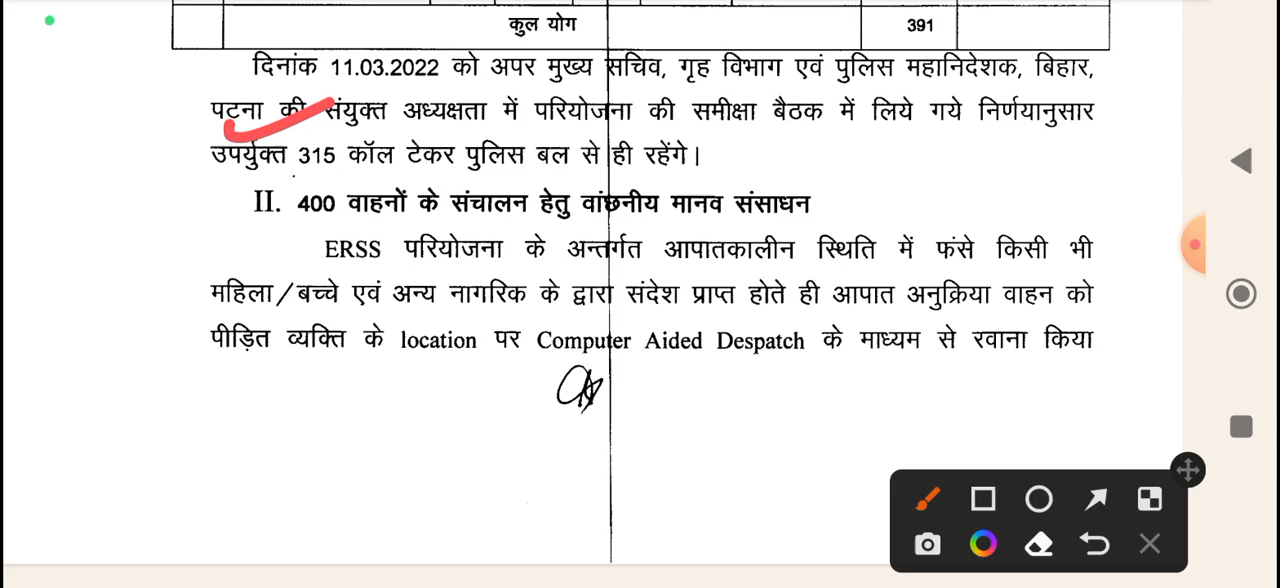 कुल योग 391
दिनांक 11.03.2022 को अपर मुख्य सचिव, गृह विभाग एवं पुलिस महानिदेशक, बिहार,
पटना की संयुक्त अध्यक्षता में परियोजना की समीक्षा बैठक में लिये गये निर्णयानुसार
उपर्युक्त 315 कॉल टेकर पुलिस बल से ही रहेंगे।
II. 400 वाहनों के संचालन हेतु वांछनीय मानव संसाधन
ERSS परियोजना के अन्तर्गत आपातकालीन स्थिति में फंसे किसी भी
महिला/बच्चे एवं अन्य नागरिक के द्वारा संदेश प्राप्त होते ही आपात अनुक्रिया वाहन को
पीड़ित व्यक्ति के location पर Computer Aided Despatch के माध्यम से रवाना किया